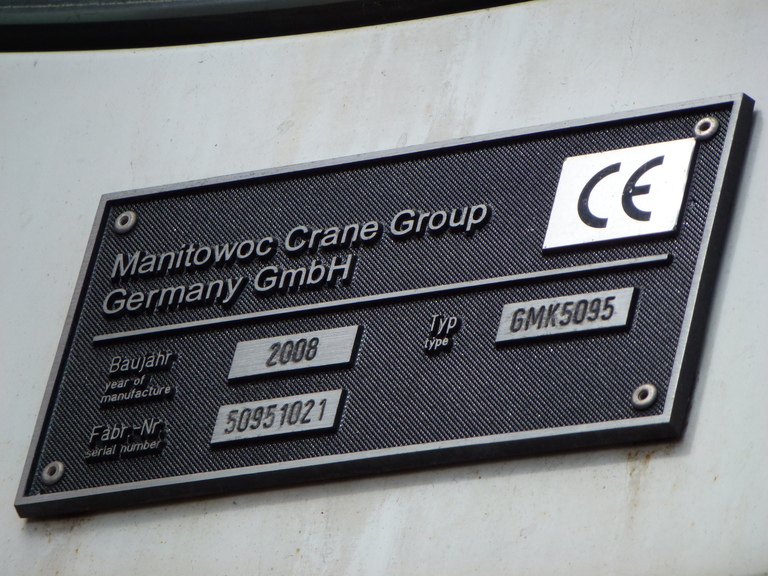 Manitowoc Crane Group
Germany GmbH
CE
Baujahr
year of
manufacture
2008
Typ
type
GMK5095
Fabr.-Nr
serial number
50951021